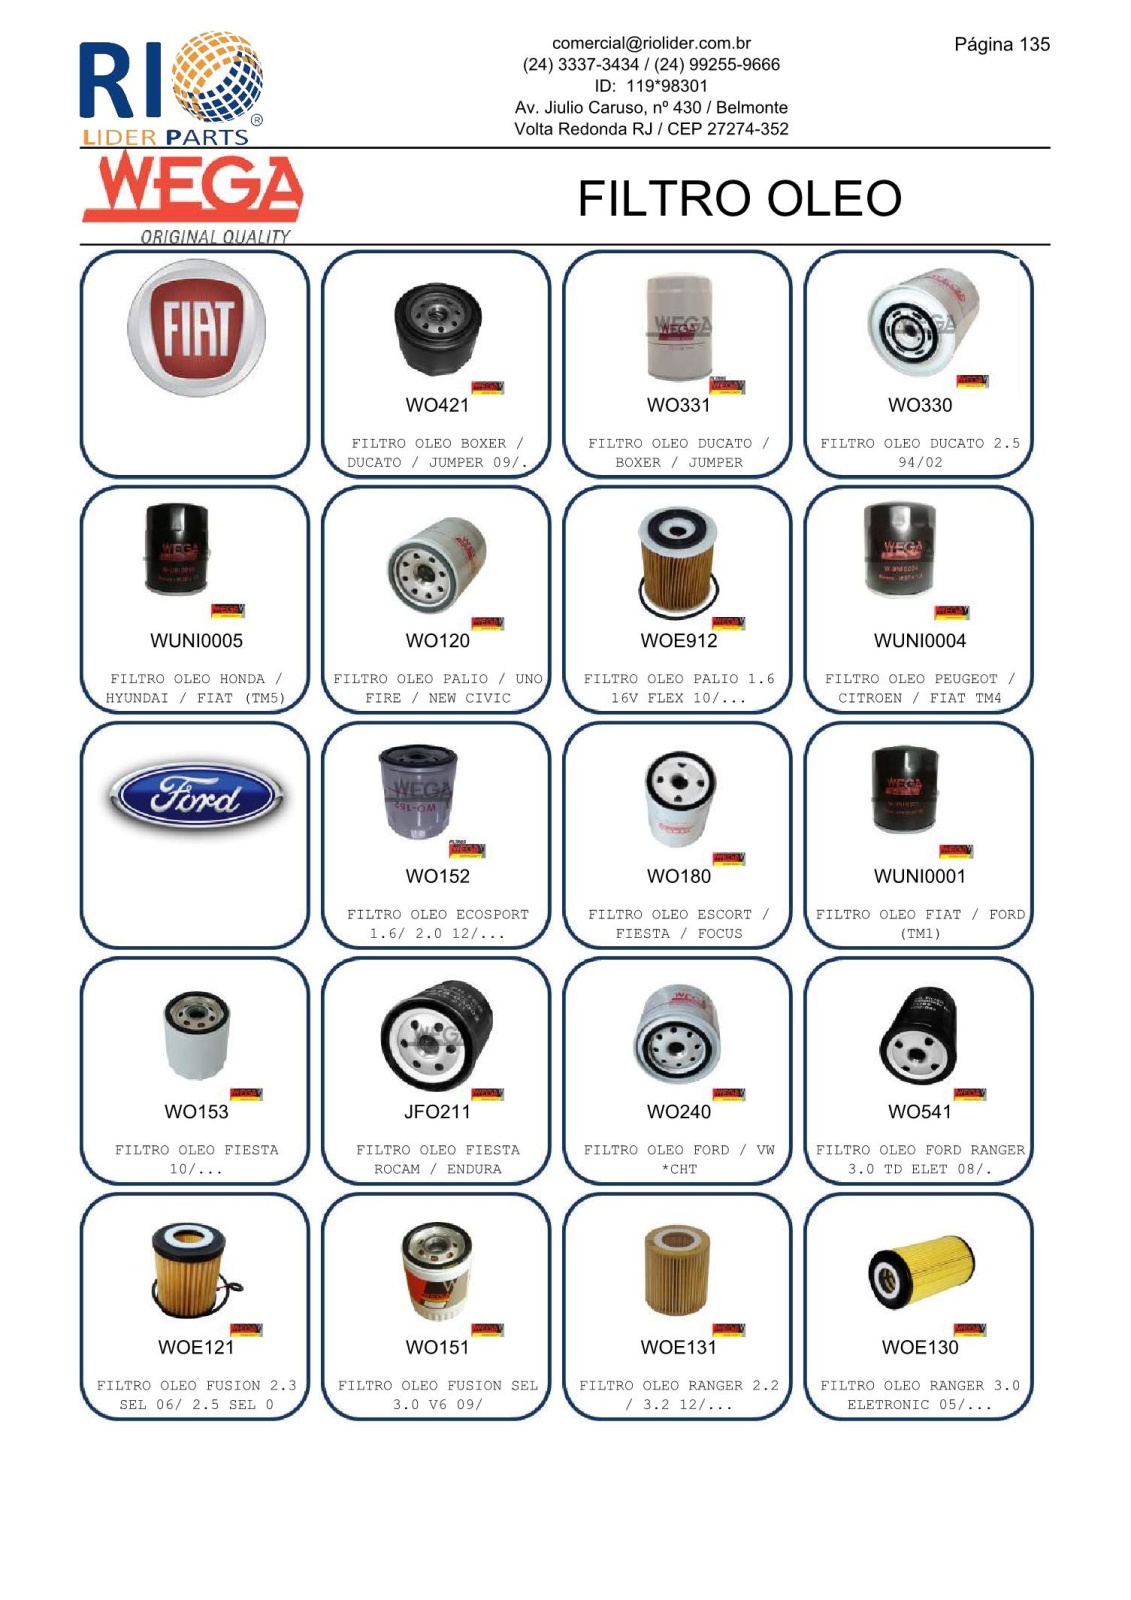 RIO
LIDER PARTS
®
comercial@riolider.com.br
(24) 3337-3434 / (24) 99255-9666
ID: 119*98301
Av. Jiulio Caruso, nº 430 / Belmonte
Volta Redonda RJ / CEP 27274-352
Página 135
WEGA
ORIGINAL QUALITY
FILTRO OLEO
FIAT
WO421
FILTRO OLEO BOXER /
DUCATO / JUMPER 09/.
WO331
FILTRO OLEO DUCATO /
BOXER / JUMPER
WO330
FILTRO OLEO DUCATO 2.5
94/02
WUNI0005
FILTRO OLEO HONDA /
HYUNDAI / FIAT (TM5)
WO120
FILTRO OLEO PALIO / UNO
FIRE / NEW CIVIC
WOE912
FILTRO OLEO PALIO 1.6
16V FLEX 10/...
WUNI0004
FILTRO OLEO PEUGEOT /
CITROEN / FIAT TM4
Ford
WO152
FILTRO OLEO ECOSPORT
1.6/ 2.0 12/...
WO180
FILTRO OLEO ESCORT /
FIESTA / FOCUS
WUNI0001
FILTRO OLEO FIAT / FORD
(TM1)
WO153
FILTRO OLEO FIESTA
10/...
JFO211
FILTRO OLEO FIESTA
ROCAM / ENDURA
WO240
FILTRO OLEO FORD / VW
*CHT
WO541
FILTRO OLEO FORD RANGER
3.0 TD ELET 08/.
WOE121
FILTRO OLEO FUSION 2.3
SEL 06/ 2.5 SEL 0
WO151
FILTRO OLEO FUSION SEL
3.0 V6 09/
WOE131
FILTRO OLEO RANGER 2.2
/ 3.2 12/...
WOE130
FILTRO OLEO RANGER 3.0
ELETRONIC 05/...